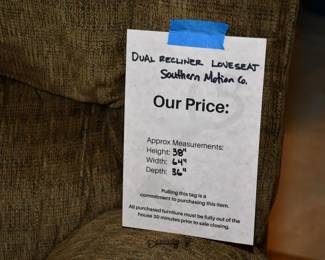 DUAL RECLINER LOVESEAT
Southern Motion Co.
Our Price:
Approx Measurements:
Height: 38"
Width: 64"
Depth: 36"
Pulling this tag is a
commitment to purchasing this item.
All purchased furniture must be fully out of the
house 30 minutes prior to sale closing.